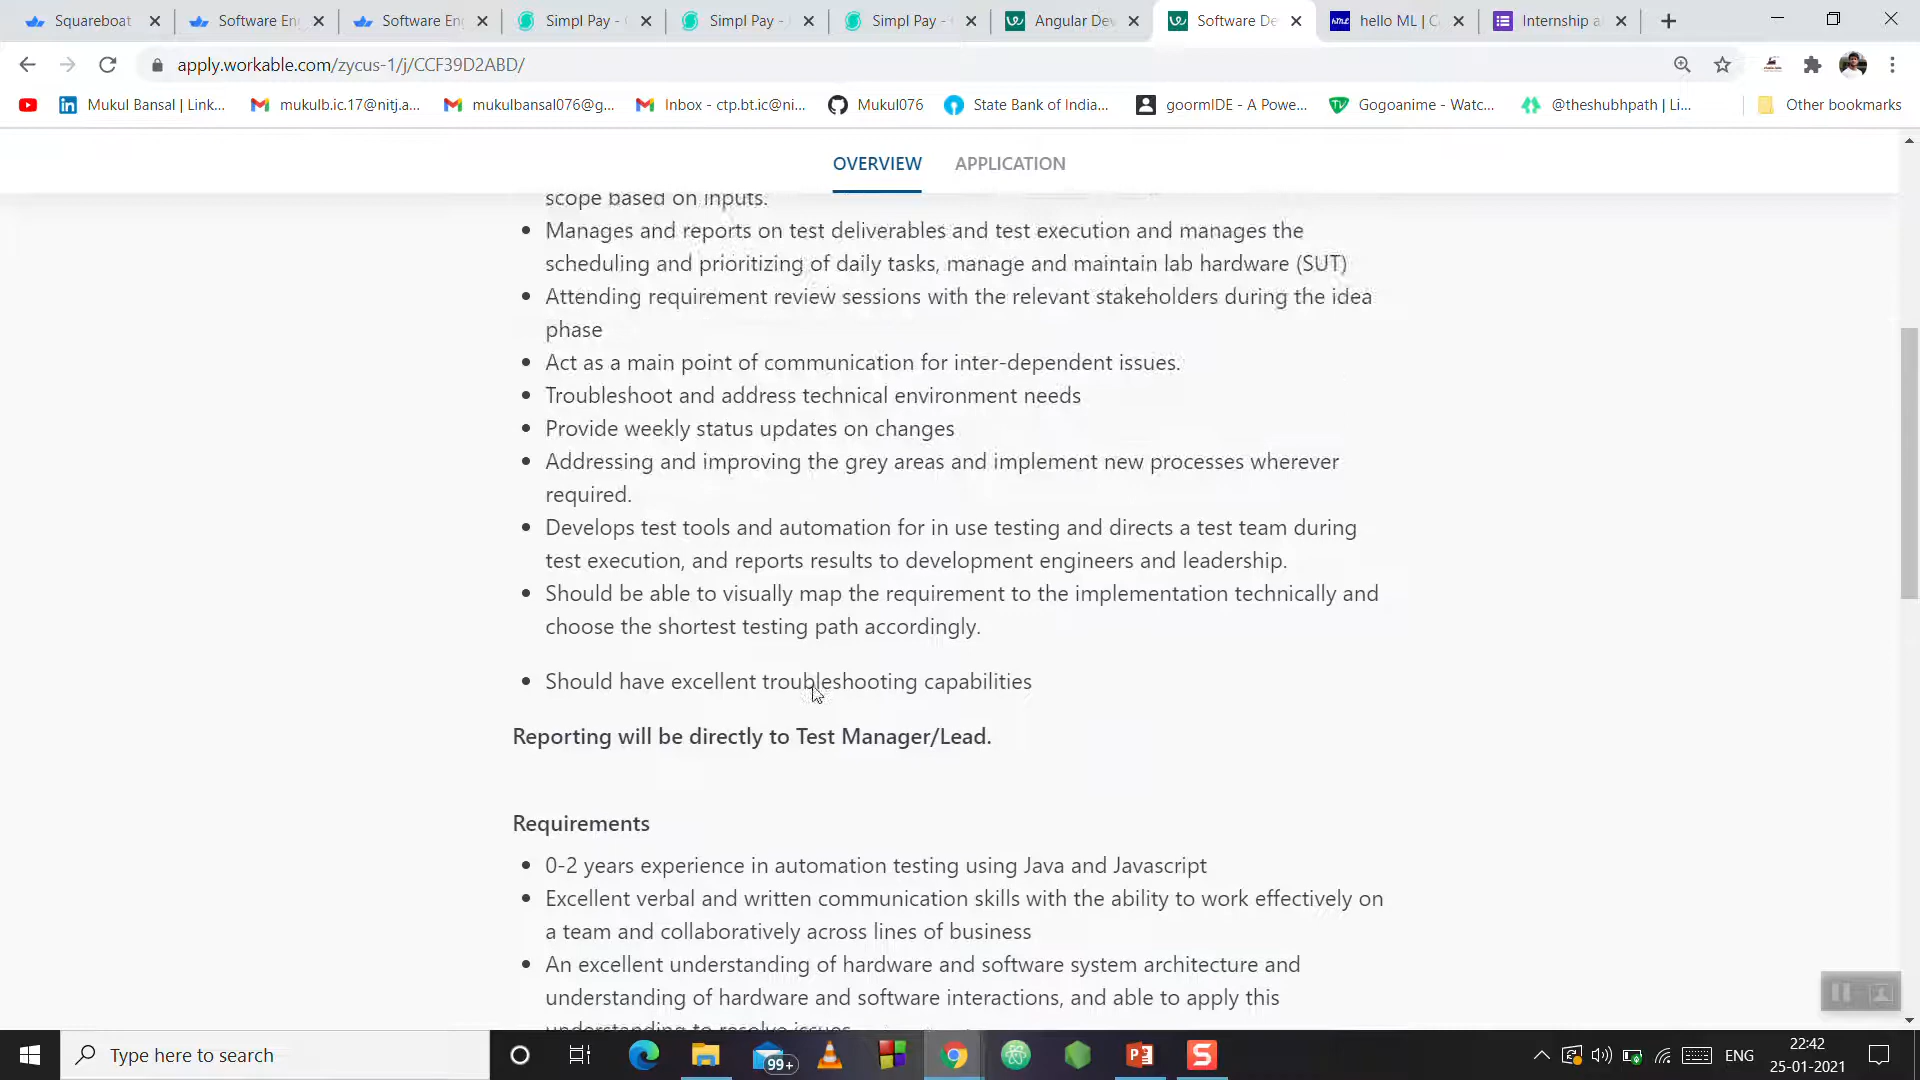 Squareboat
Software En
Software En
Simpl Pay -
Simpl Pay -
Simpl Pay -
Angular Dev
Software De
hello ML | C
Internship a
apply.workable.com/zycus-1/j/CCF39D2ABD/
Mukul Bansal | Link...
mukulb.ic.17@nitj.a...
mukulbansal076@g...
Inbox - ctp.bt.ic@ni...
Mukul076
State Bank of India...
goormIDE - A Powe...
Gogoanime - Watc...
@theshubhpath | Li...
Other bookmarks
OVERVIEW
APPLICATION
scope based on inputs.
Manages and reports on test deliverables and test execution and manages the
scheduling and prioritizing of daily tasks, manage and maintain lab hardware (SUT)
Attending requirement review sessions with the relevant stakeholders during the idea
phase
Act as a main point of communication for inter-dependent issues.
Troubleshoot and address technical environment needs
Provide weekly status updates on changes
Addressing and improving the grey areas and implement new processes wherever
required.
Develops test tools and automation for in use testing and directs a test team during
test execution, and reports results to development engineers and leadership.
Should be able to visually map the requirement to the implementation technically and
choose the shortest testing path accordingly.
Should have excellent troubleshooting capabilities
Reporting will be directly to Test Manager/Lead.
Requirements
0-2 years experience in automation testing using Java and Javascript
Excellent verbal and written communication skills with the ability to work effectively on
a team and collaboratively across lines of business
An excellent understanding of hardware and software system architecture and
understanding of hardware and software interactions, and able to apply this
understanding to resolve issues
Type here to search
99+
ENG
22:42
25-01-2021